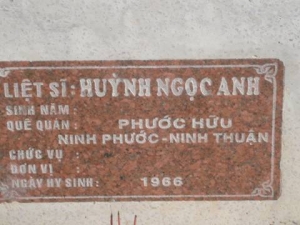 LIỆT SĨ: HUỲNH NGỌC ANH
SINH NĂM :
QUÊ QUÁN : PHƯỚC HỮU
NINH PHƯỚC-NINH THUẬN
CHỨC VỤ :
ĐƠN VỊ :
NGÀY HY SINH : 1966